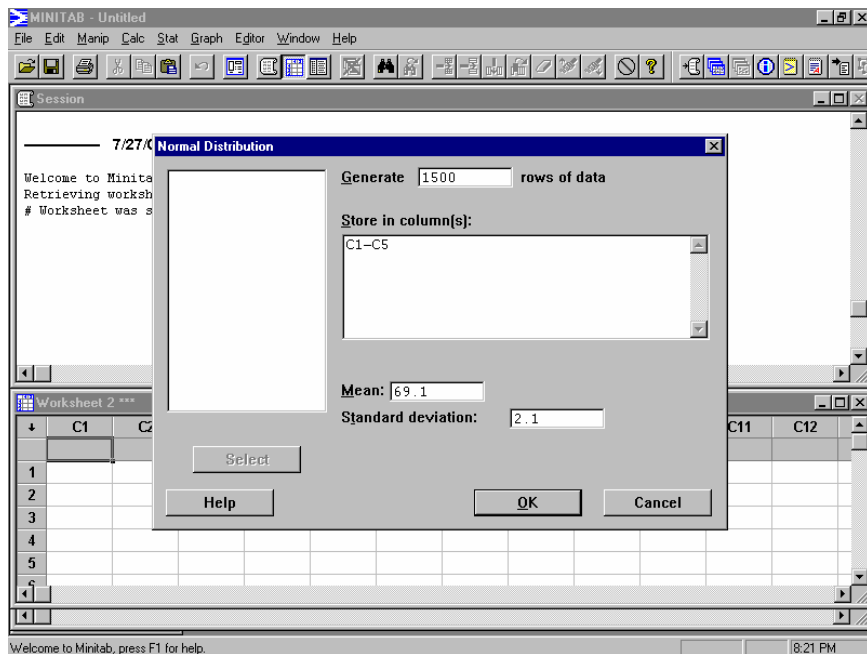 MINITAB - Untitled
File Edit Manip Calc Stat Graph Editor Window Help
Session
7/27/0
Welcome to Minita
Retrieving worksh
# Worksheet was s
Normal Distribution
Generate 1500 rows of data
Store in column(s):
C1-C5
Mean: 69.1
Standard deviation: 2.1
Select
Help OK Cancel
Worksheet 2 ***
C1 C2 C11 C12
1
2
3
4
5
6
Welcome to Minitab, press F1 for help. 8:21 PM